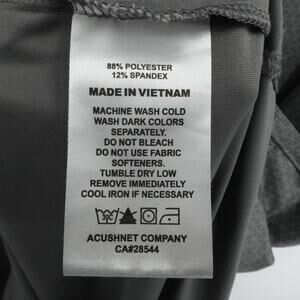 88% POLYESTER
12% SPANDEX
MADE IN VIETNAM
MACHINE WASH COLD
WASH DARK COLORS
SEPARATELY.
DO NOT BLEACH
DO NOT USE FABRIC
SOFTENERS.
TUMBLE DRY LOW
REMOVE IMMEDIATELY
COOL IRON IF NECESSARY
ACUSHNET COMPANY
CA#28544